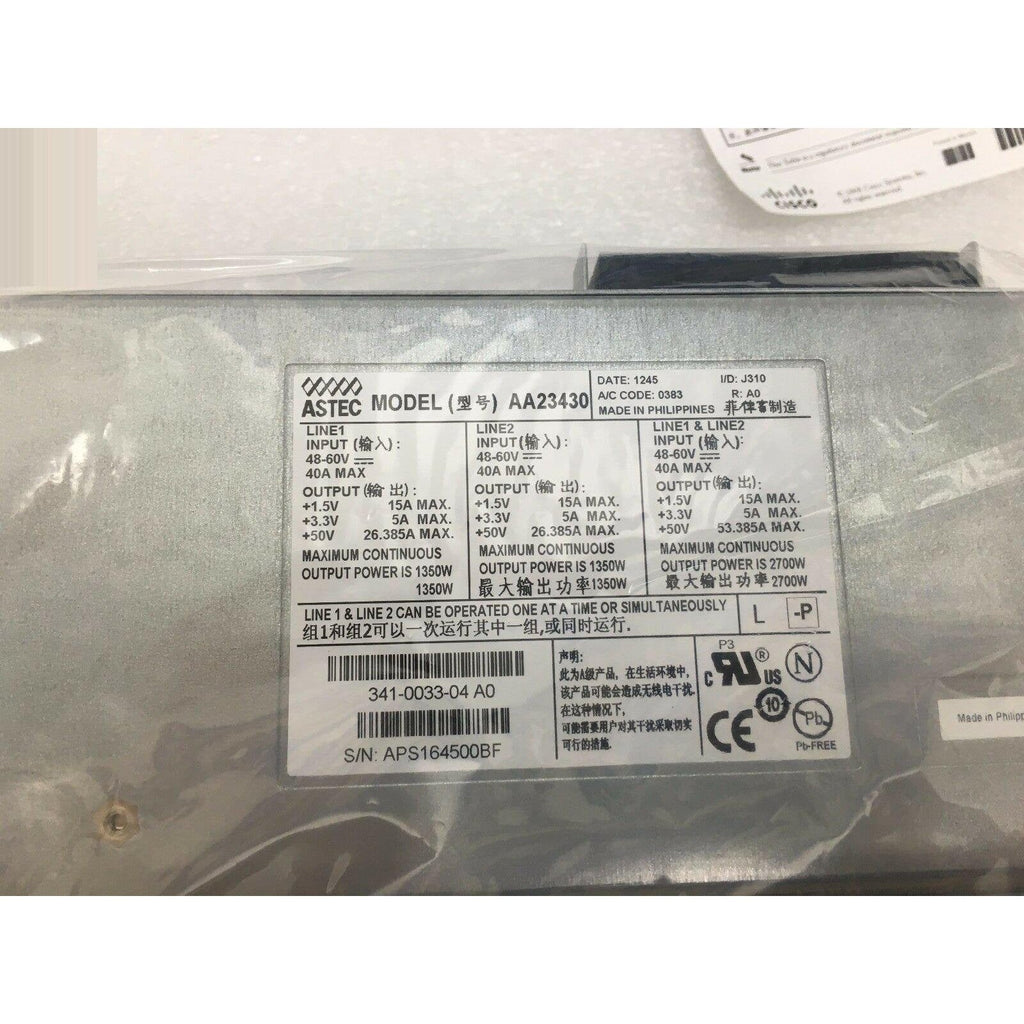 CISCO
ASTEC MODEL (型号) AA23430
DATE: 1245 I/D: J310
A/C CODE: 0383 R: A0
MADE IN PHILIPPINES 菲律宾制造
LINE1
INPUT (输入):
48-60V
40A MAX
OUTPUT (输 出):
+1.5V 15A MAX.
+3.3V 5A MAX.
+50V 26.385A MAX.
MAXIMUM CONTINUOUS
OUTPUT POWER IS 1350W
1350W
LINE2
INPUT(输入):
48-60V
40A MAX
OUTPUT (输 出):
+1.5V 15A MAX.
+3.3V 5A MAX.
+50V 26.385A MAX.
MAXIMUM CONTINUOUS
OUTPUT POWER IS 1350W
最大输出功率1350W
LINE1 & LINE2
INPUT (输入):
48-60V
40A MAX
OUTPUT(输 出):
+1.5V 15A MAX.
+3.3V 5A MAX.
+50V 53.385A MAX.
MAXIMUM CONTINUOUS
OUTPUT POWER IS 2700W
最大输出功率2700W
LINE 1 & LINE 2 CAN BE OPERATED ONE AT A TIME OR SIMULTANEOUSLY
组1和组2可以一次运行其中一组,或同时运行.
L -P
341-0033-04 A0
S/N: APS164500BF
声明:
此为A级产品, 在生活环境中,
该产品可能会造成无线电干扰.
在这种情况下,
可能需要用户对其干扰采取切实
可行的措施.
P3
c RU ® US N
CE 10 Pb
Pb-FREE
Made in Philipp